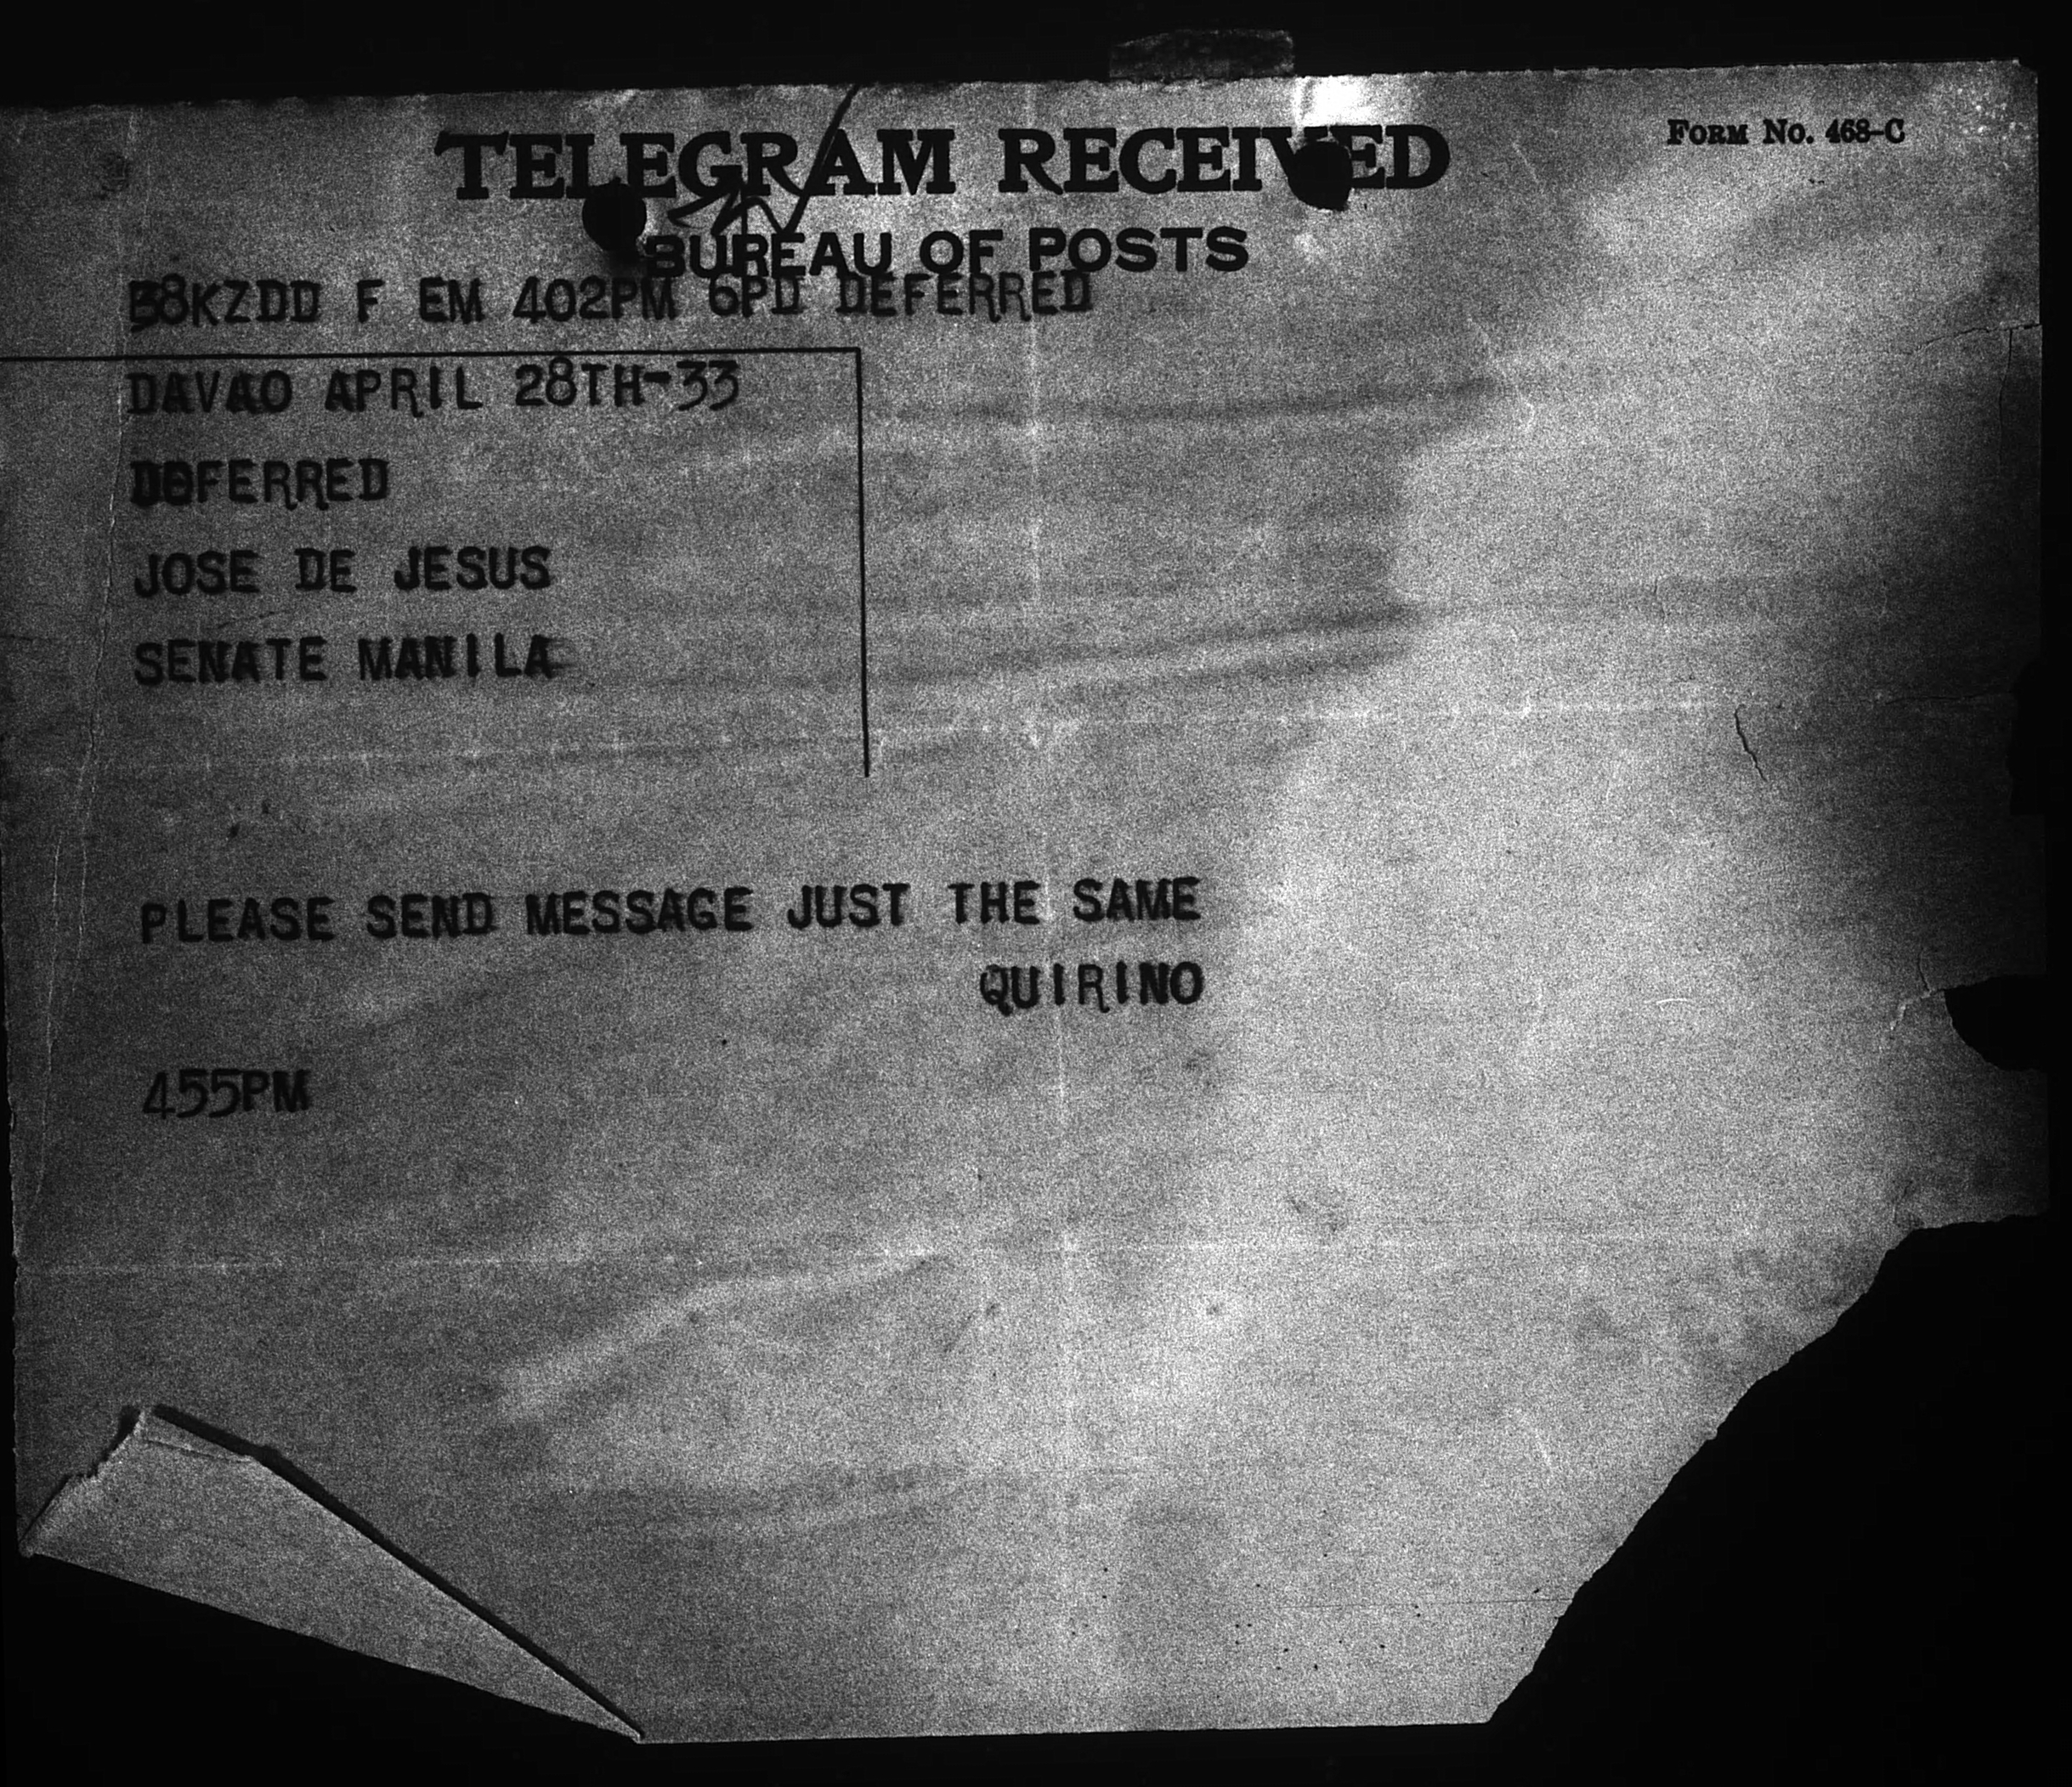 TELEGRAM RECEIVED
FORM No. 468-C
BUREAU OF POSTS
B8KZDD F EM 402PM 6PD DEFERRED
DAVAO APRIL 28TH-33
DEFERRED
JOSE DE JESUS
SENATE MANILA
PLEASE SEND MESSAGE JUST THE SAME
QUIRINO
455PM